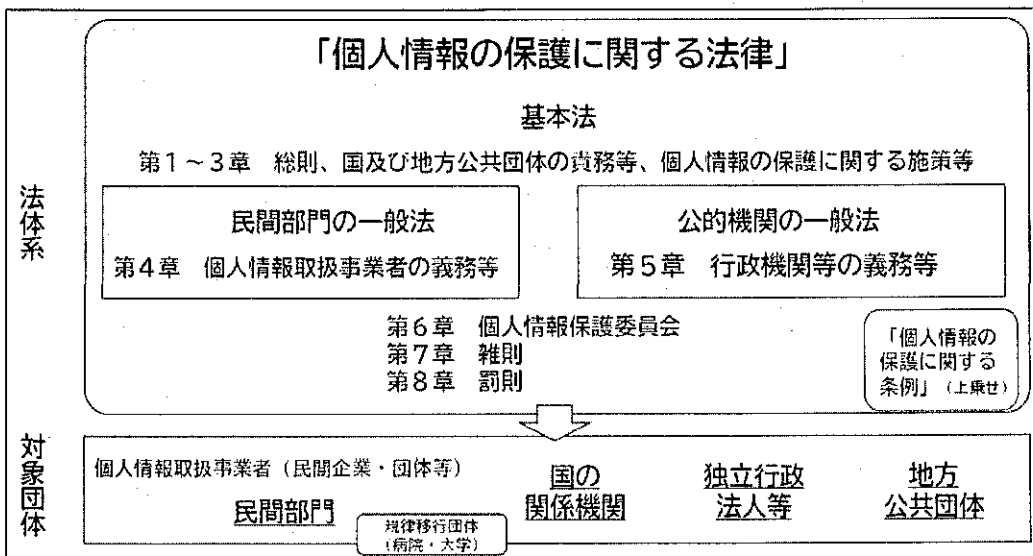 「個人情報の保護に関する法律」
基本法
第1～3章　総則、国及び地方公共団体の責務等、個人情報の保護に関する施策等
法体系
民間部門の一般法
第4章　個人情報取扱事業者の義務等
公的機関の一般法
第5章　行政機関等の義務等
第6章　個人情報保護委員会
第7章　雑則
第8章　罰則
「個人情報の
保護に関する
条例」（上乗せ）
対象団体
個人情報取扱事業者（民間企業・団体等）
民間部門
規律移行団体
（病院・大学）
国の
関係機関
独立行政
法人等
地方
公共団体